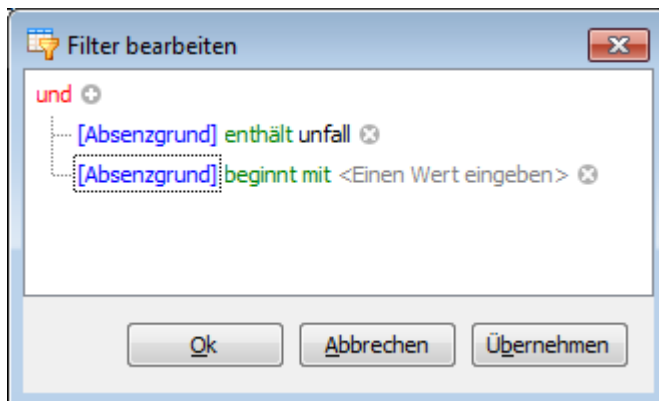 Filter bearbeiten
und
[Absenzgrund] enthält unfall
[Absenzgrund] beginnt mit <Einen Wert eingeben>
Ok Abbrechen Übernehmen